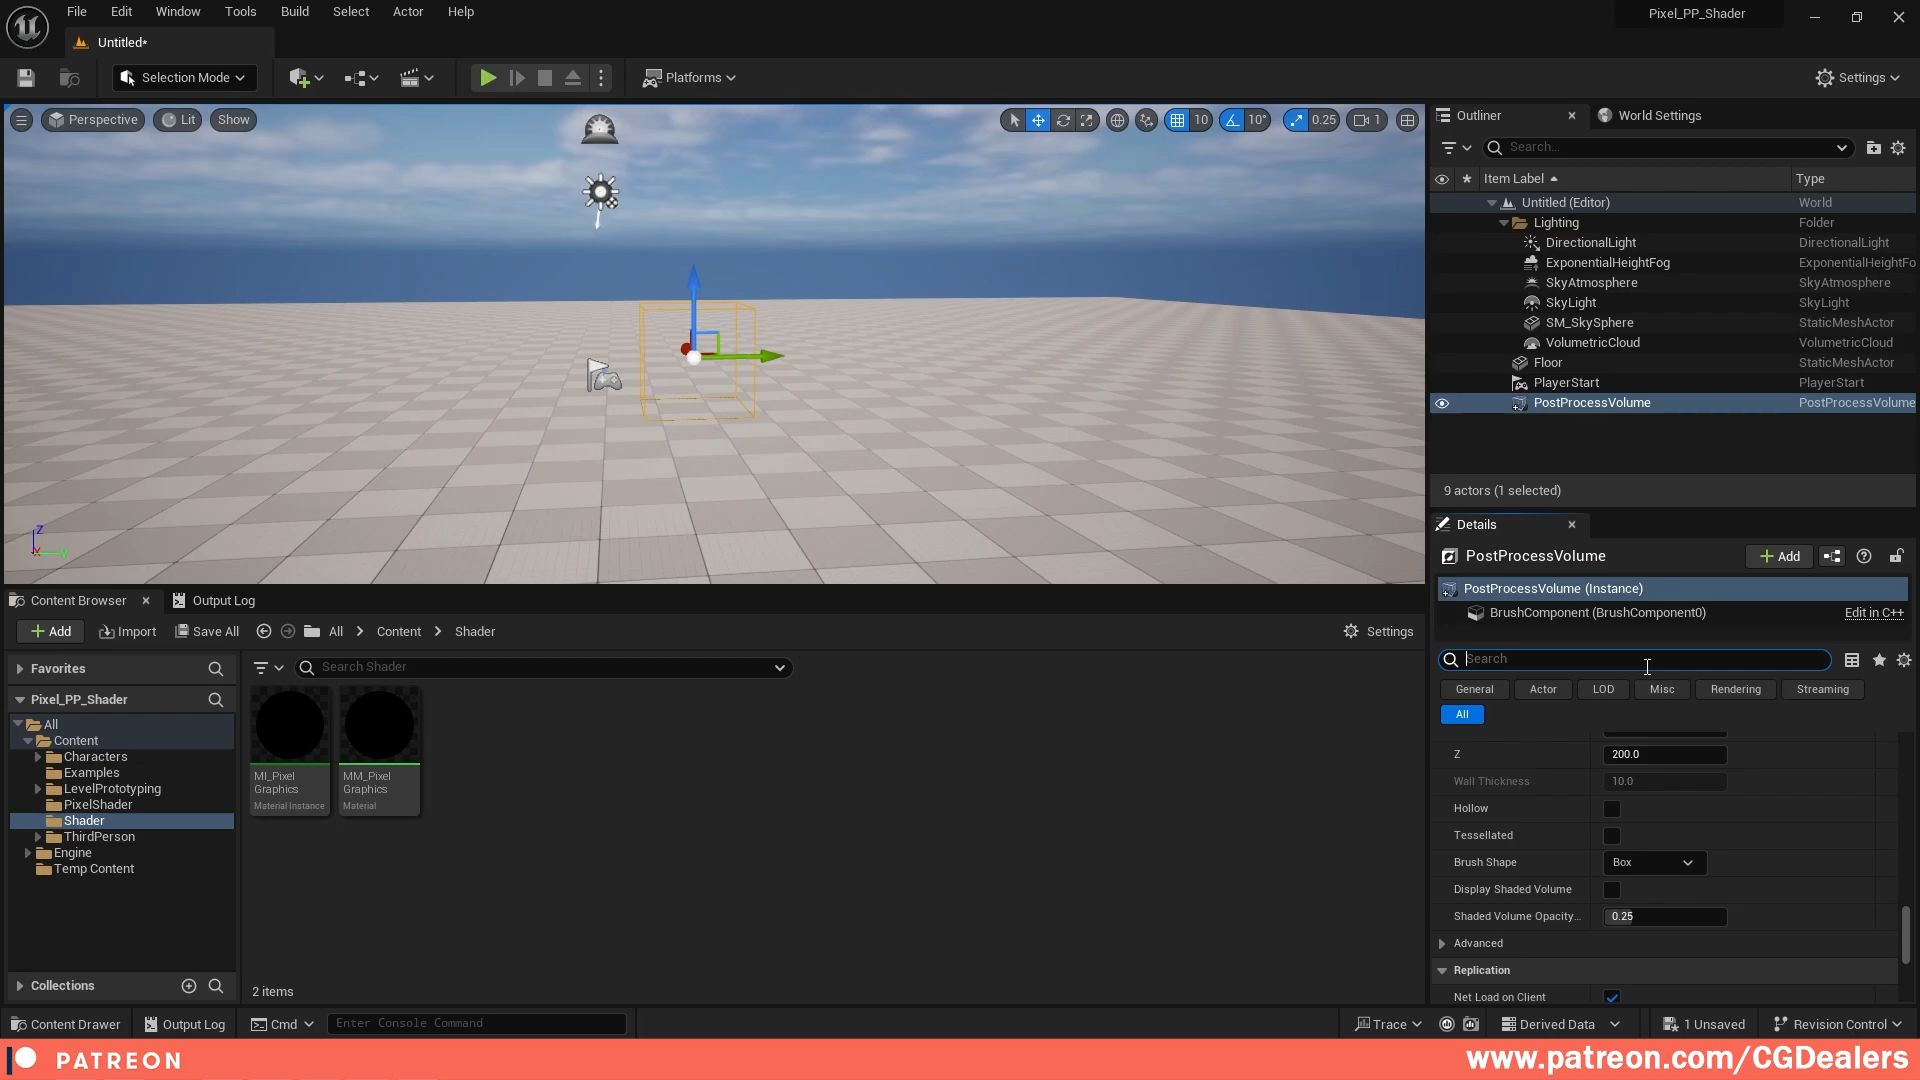 File Edit Window Tools Build Select Actor Help
Pixel_PP_Shader
Untitled*
Selection Mode
Platforms
Settings
Perspective Lit Show
10 10° 0.25 1
Outliner World Settings
Search...
Item Label Type
Untitled (Editor) World
Lighting Folder
DirectionalLight DirectionalLight
ExponentialHeightFog ExponentialHeightFo
SkyAtmosphere SkyAtmosphere
SkyLight SkyLight
SM_SkySphere StaticMeshActor
VolumetricCloud VolumetricCloud
Floor StaticMeshActor
PlayerStart PlayerStart
PostProcessVolume PostProcessVolume
9 actors (1 selected)
Z
X
Y
Details
PostProcessVolume
Add
PostProcessVolume (Instance)
BrushComponent (BrushComponent0) Edit in C++
Search
General Actor LOD Misc Rendering Streaming
All
Z 200.0
Wall Thickness 10.0
Hollow
Tessellated
Brush Shape Box
Display Shaded Volume
Shaded Volume Opacity... 0.25
Advanced
Replication
Net Load on Client
Content Browser Output Log
Add Import Save All All Content Shader Settings
Favorites
Search Shader
Pixel_PP_Shader
All
Content
Characters
Examples
LevelPrototyping
PixelShader
Shader
ThirdPerson
Engine
Temp Content
Collections
MI_Pixel
Graphics
Material Instance
MM_Pixel
Graphics
Material
2 items
Content Drawer Output Log Cmd Enter Console Command
Trace Derived Data 1 Unsaved Revision Control
PATREON
www.patreon.com/CGDealers